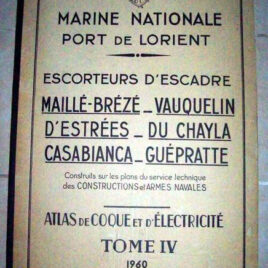 MARINE NATIONALE
PORT DE LORIENT
ESCORTEURS D'ESCADRE
MAILLÉ-BRÉZÉ _ VAUQUELIN
D'ESTRÉES _ DU CHAYLA
CASABIANCA _ GUÉPRATTE
Construits sur les plans du service technique
des CONSTRUCTIONS et ARMES NAVALES
ATLAS DE COQUE ET D'ÉLECTRICITÉ
TOME IV
1960